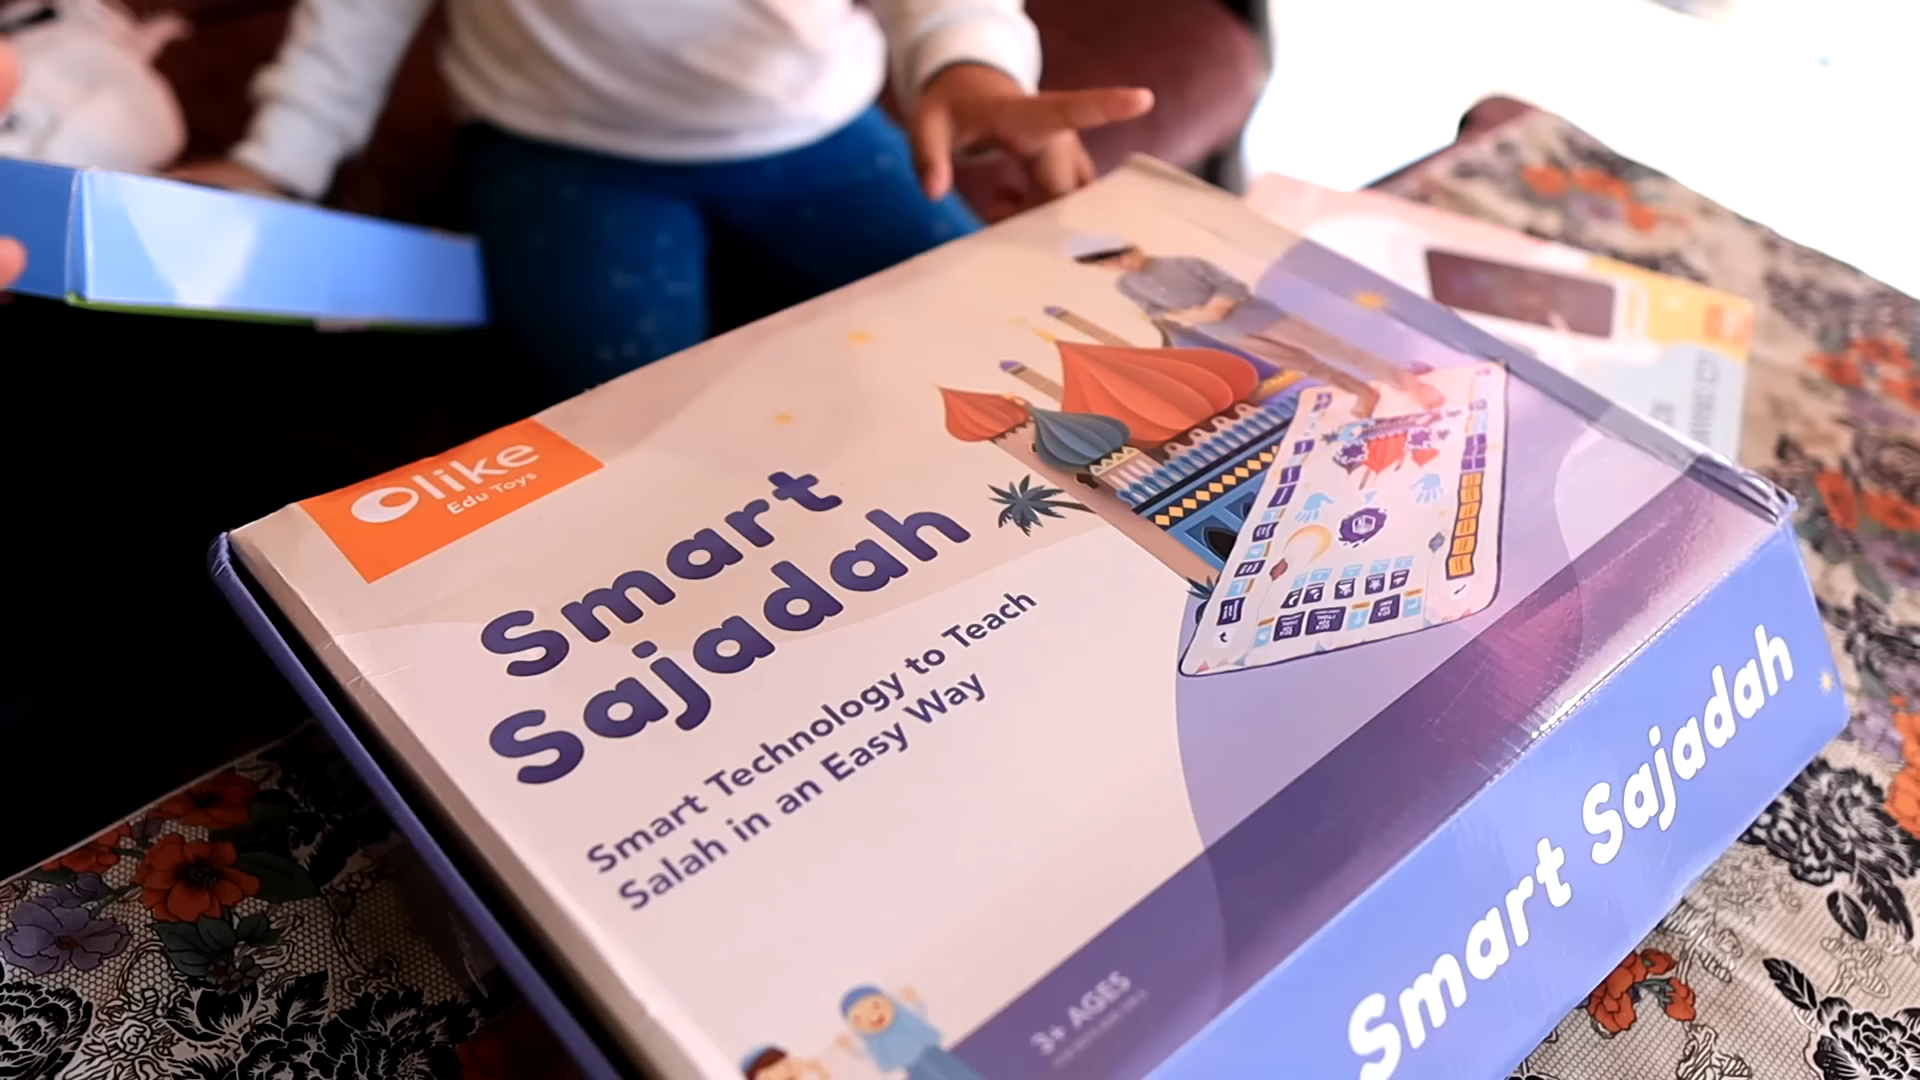 Olike
Edu Toys
Smart
Sajadah
Smart Technology to Teach
Salah in an Easy Way
3+ AGES
Smart Sajadah